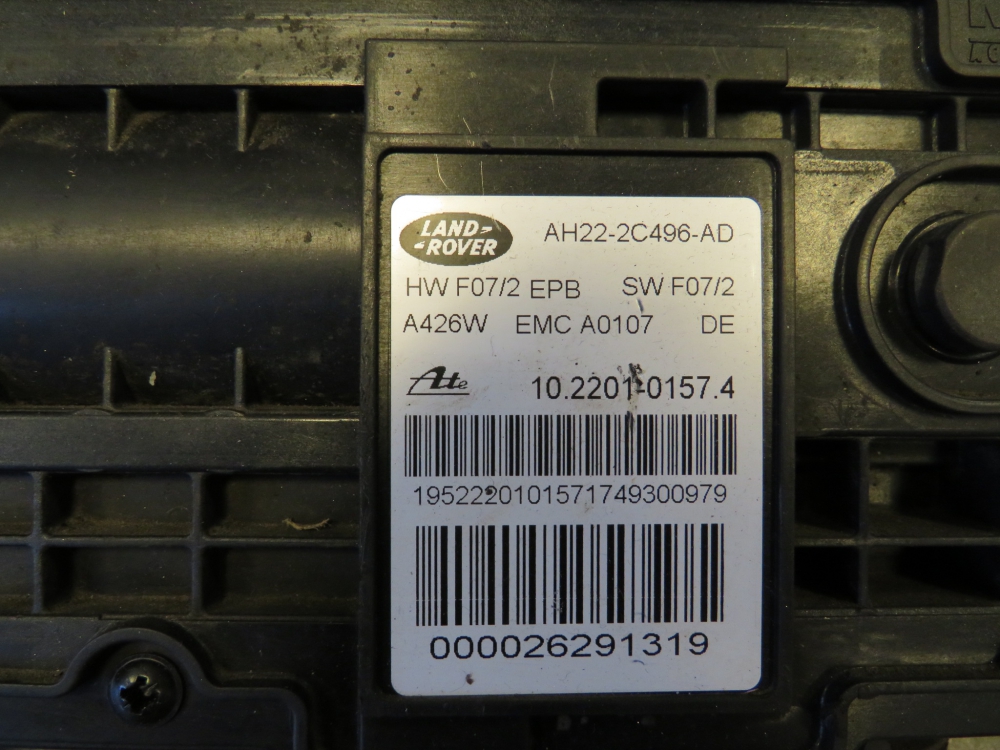 LAND-
-ROVER
AH22-2C496-AD
HW F07/2 EPB SW F07/2
A426W EMC A0107 DE
Ate
10.2201-0157.4
1952220101571749300979
000026291319